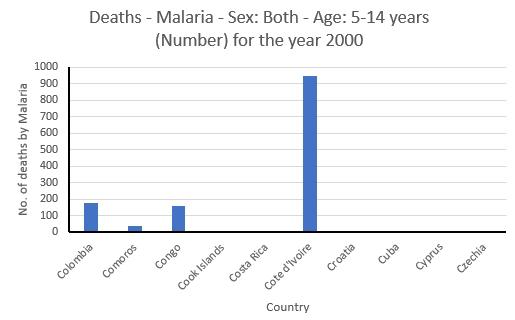 Deaths - Malaria - Sex: Both - Age: 5-14 years
(Number) for the year 2000
No. of deaths by Malaria
1000
900
800
700
600
500
400
300
200
100
0
Colombia
Comoros
Congo
Cook Islands
Costa Rica
Cote d'Ivoire
Croatia
Cuba
Cyprus
Czechia
Country